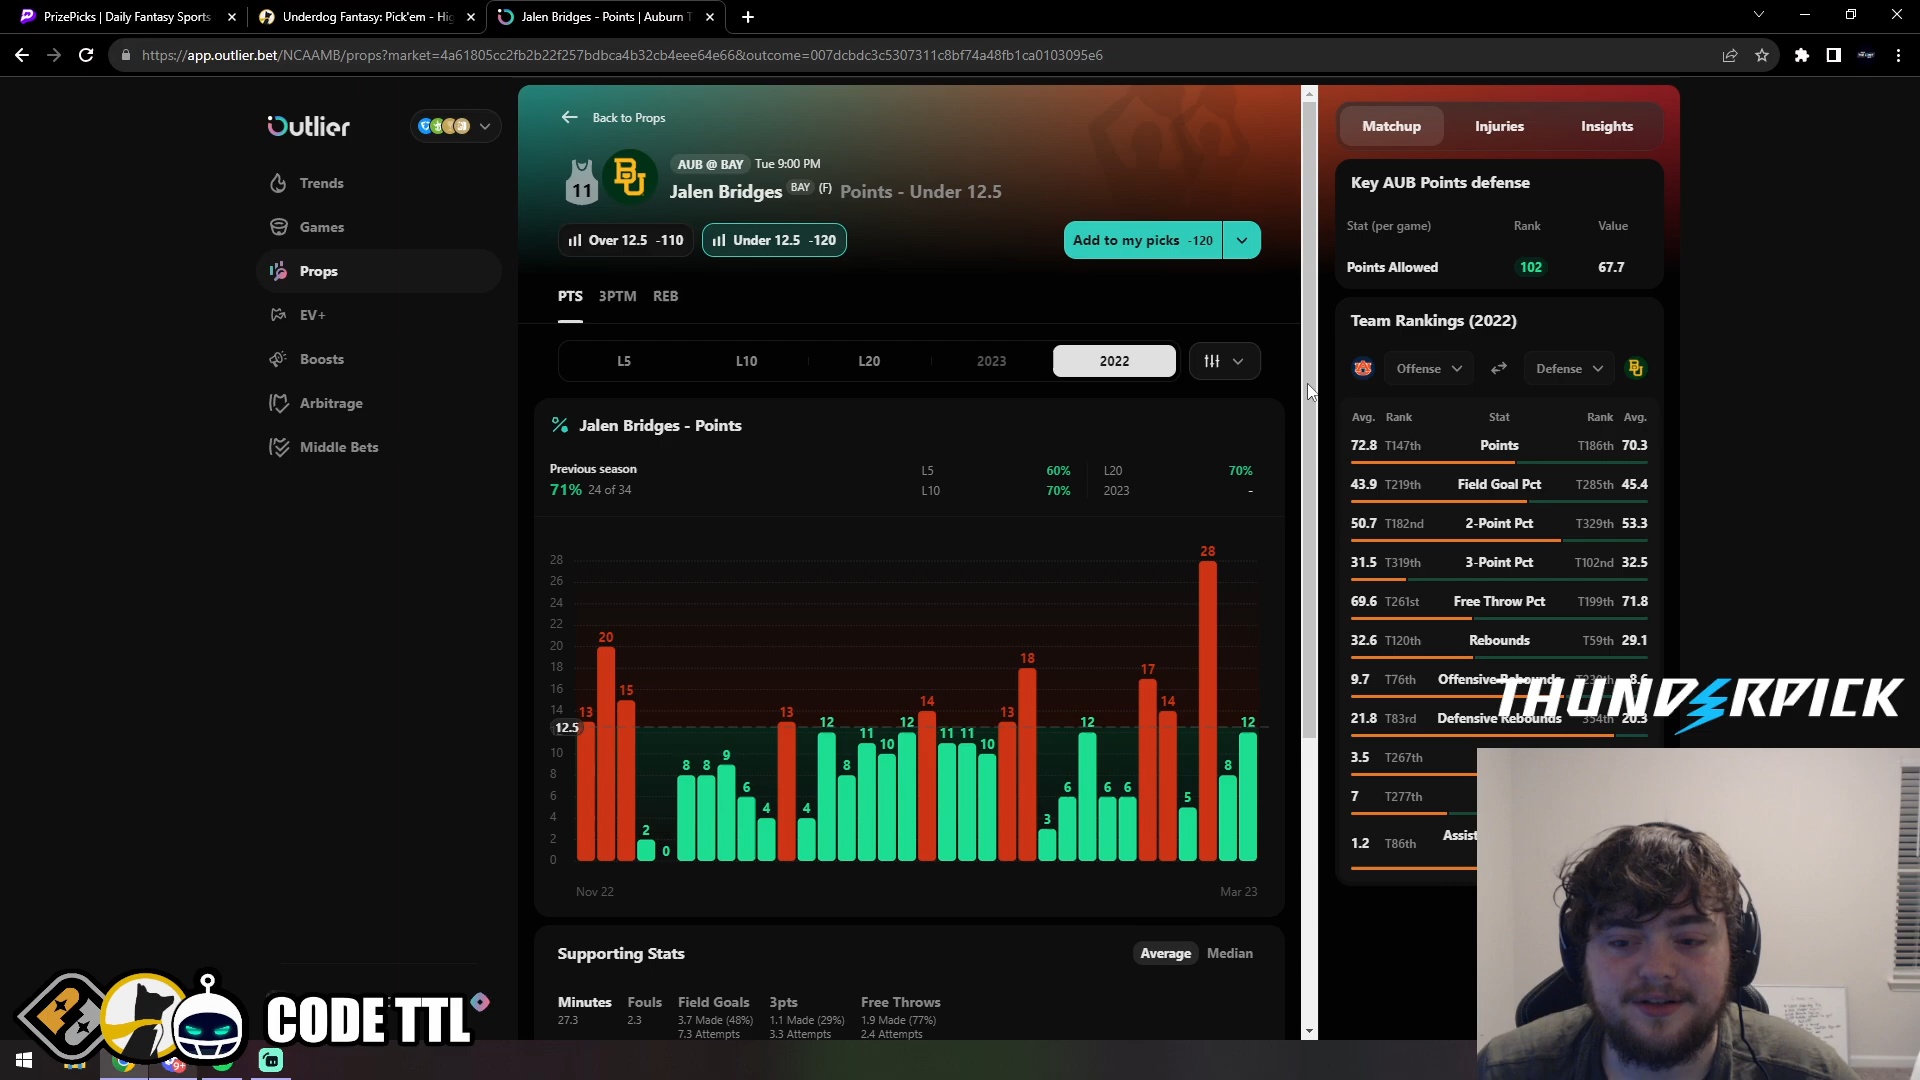 PrizePicks | Daily Fantasy Sports
Underdog Fantasy: Pick'em - Hig
Jalen Bridges - Points | Auburn T
https://app.outlier.bet/NCAAMB/props?market=4a61805cc2fb2b22f257bdbca4b32cb4eee64e66&outcome=007dcbdc3c5307311c8bf74a48fb1ca0103095e6
Outlier
Trends
Games
Props
EV+
Boosts
Arbitrage
Middle Bets
Back to Props
11
BU
AUB @ BAY Tue 9:00 PM
Jalen Bridges BAY (F) Points - Under 12.5
Over 12.5 -110
Under 12.5 -120
Add to my picks -120
PTS 3PTM REB
L5 L10 L20 2023 2022
Jalen Bridges - Points
Previous season
71% 24 of 34
L5 60% L20 70%
L10 70% 2023 -
28
26
24
22
20
18
16
14
12.5
10
8
6
4
2
0
13 20 15 2 0 8 8 9 6 4 13 4 12 8 11 10 12 14 11 11 10 13 18 3 6 12 6 6 17 14 5 28 8 12
Nov 22 Mar 23
Supporting Stats
Average Median
Minutes Fouls Field Goals 3pts Free Throws
27.3 2.3 3.7 Made (48%) 1.1 Made (29%) 1.9 Made (77%)
7.3 Attempts 3.3 Attempts 2.4 Attempts
Matchup Injuries Insights
Key AUB Points defense
Stat (per game) Rank Value
Points Allowed 102 67.7
Team Rankings (2022)
Offense Defense
Avg. Rank Stat Rank Avg.
72.8 T147th Points T186th 70.3
43.9 T219th Field Goal Pct T285th 45.4
50.7 T182nd 2-Point Pct T329th 53.3
31.5 T319th 3-Point Pct T102nd 32.5
69.6 T261st Free Throw Pct T199th 71.8
32.6 T120th Rebounds T59th 29.1
9.7 T76th Offensive Rebounds
21.8 T83rd Defensive Rebounds 354th 20.3
3.5 T267th
7 T277th
1.2 T86th Assist
THUNDERPICK
CODE TTL
9+